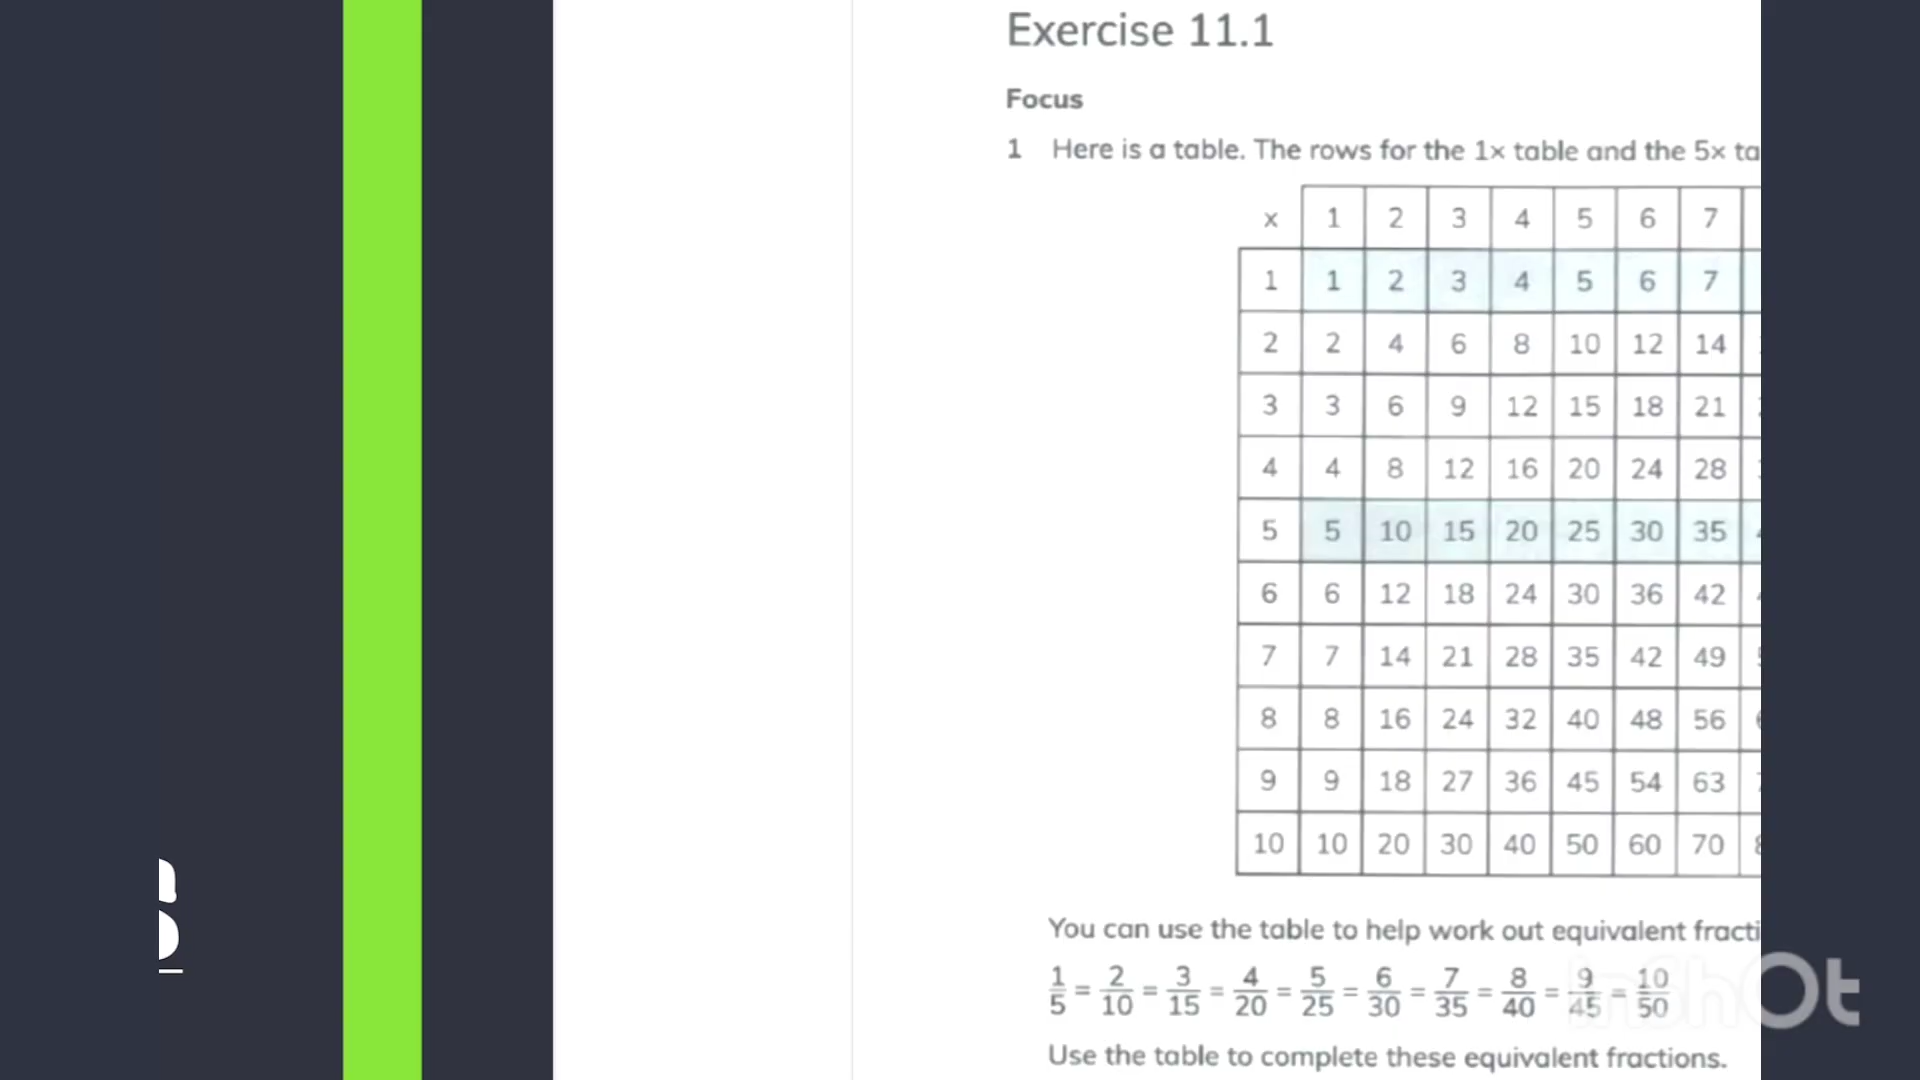 Exercise 11.1
Focus
1 Here is a table. The rows for the 1× table and the 5×
x 1 2 3 4 5 6 7
1 1 2 3 4 5 6 7
2 2 4 6 8 10 12 14
3 3 6 9 12 15 18 21
4 4 8 12 16 20 24 28
5 5 10 15 20 25 30 35
6 6 12 18 24 30 36 42
7 7 14 21 28 35 42 49
8 8 16 24 32 40 48 56
9 9 18 27 36 45 54 63
10 10 20 30 40 50 60 70
You can use the table to help work out equivalent
1/5 = 2/10 = 3/15 = 4/20 = 5/25 = 6/30 = 7/35 = 8/40 = 9/45 = 10/50
Use the table to complete these equivalent fractions.
InShot